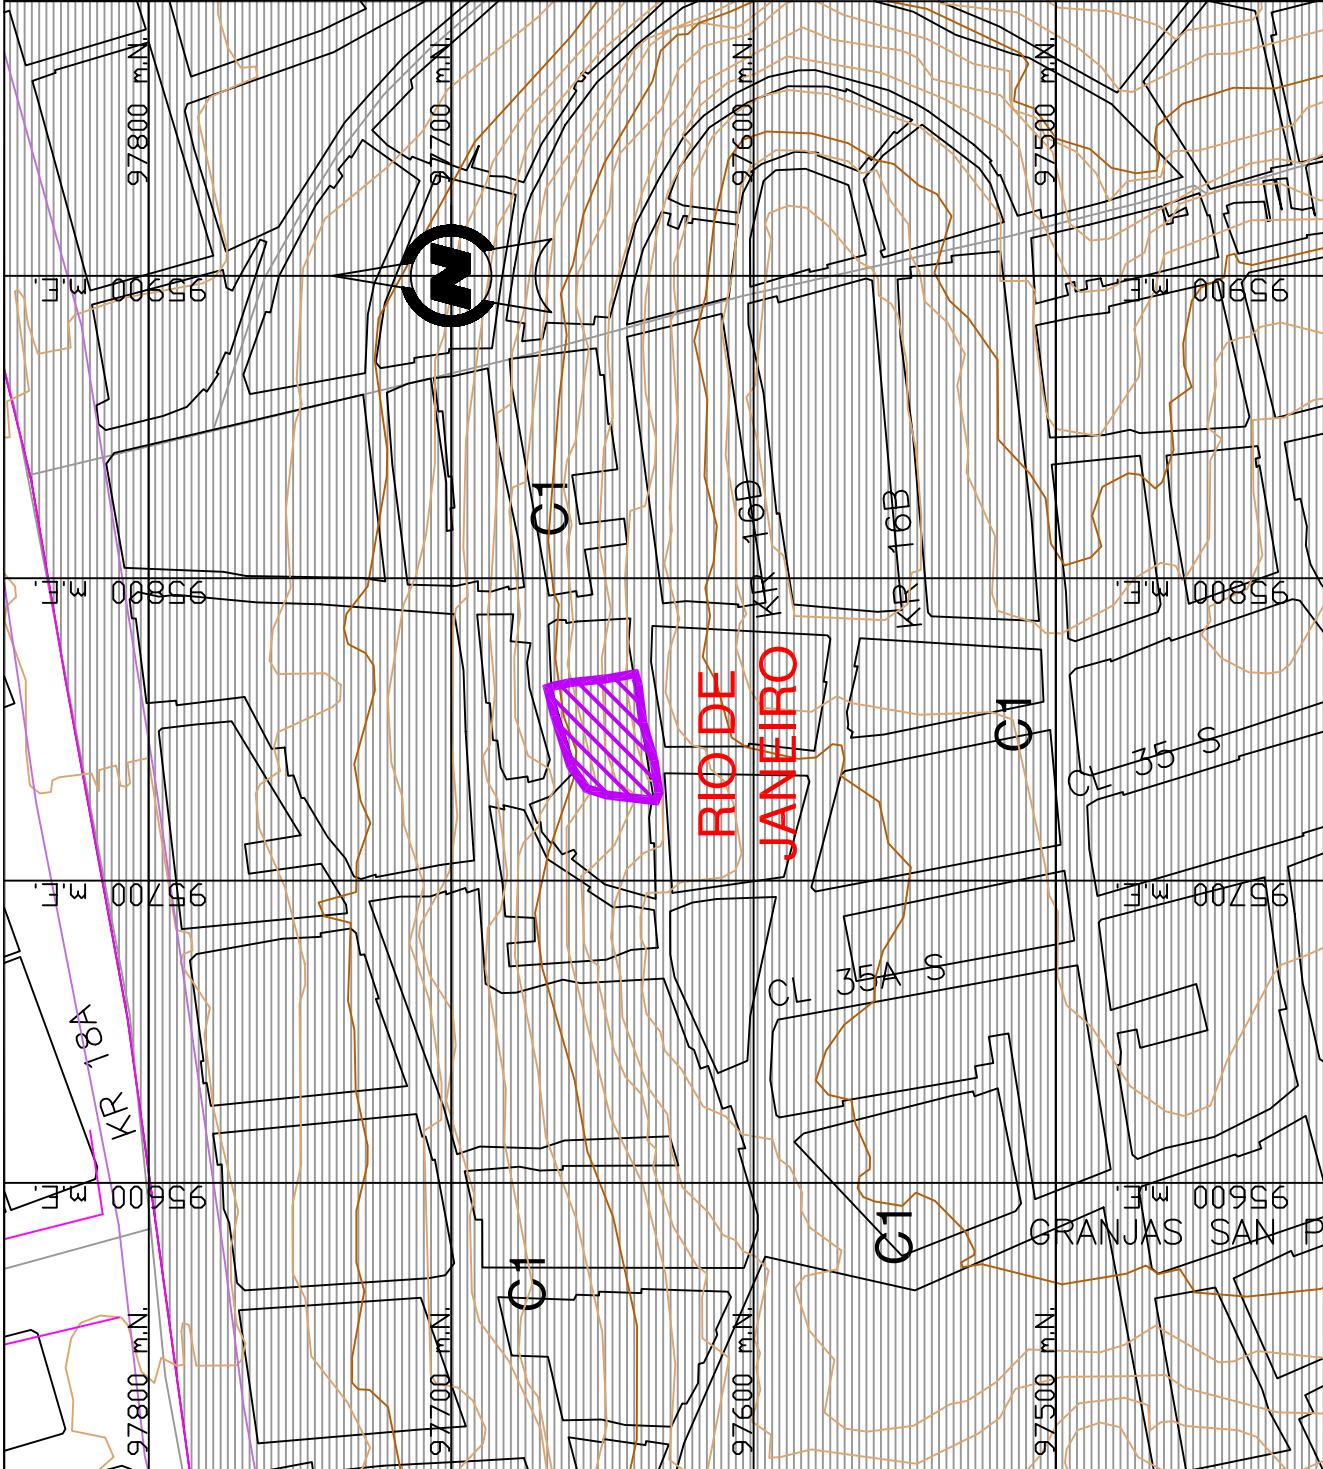 97800 m.N.
97700 m.N.
97600 m.N.
97500 m.N.
N
95900 m.E.
95900 m.E.
C1
KR 16D
KR 16B
95800 m.E.
95800 m.E.
RIO DE
JANEIRO
C1
CL 35 S
95700 m.E.
95700 m.E.
CL 35A S
KR 18A
95600 m.E.
95600 m.E.
C1
GRANJAS SAN P
C1
97800 m.N.
97700 m.N.
97600 m.N.
97500 m.N.